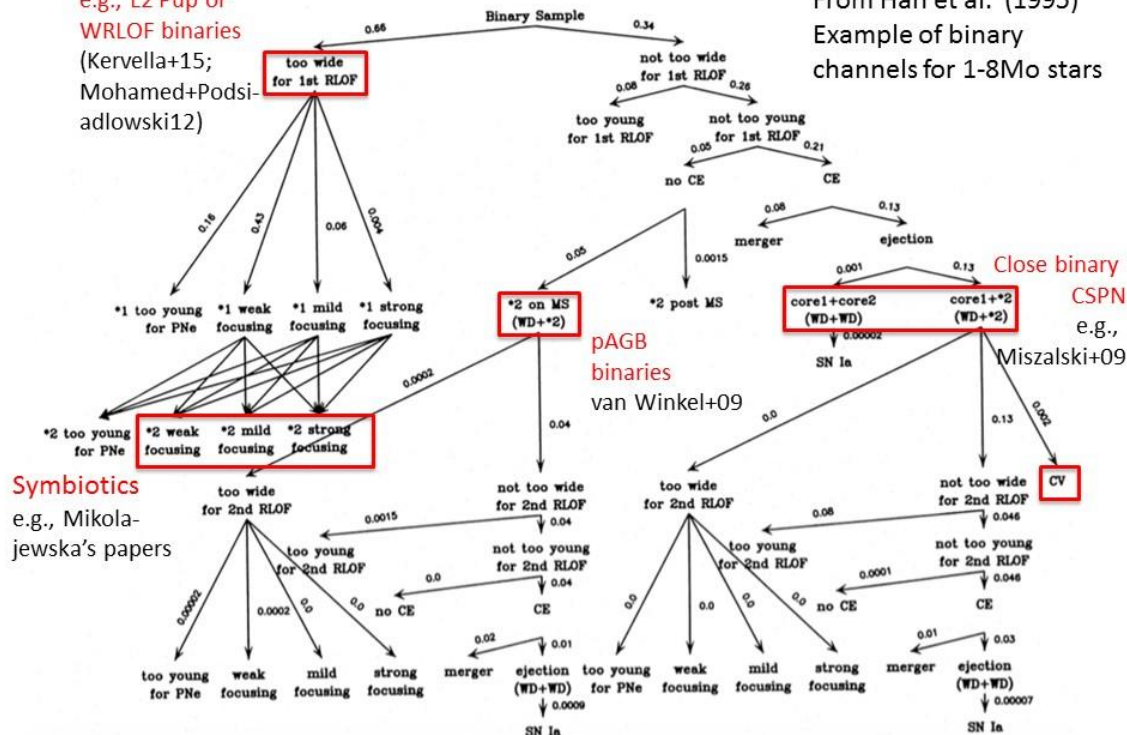 e.g., L2 Pup or
WRLOF binaries
(Kervella+15;
Mohamed+Podsi-
adlowski12)
From Han et al. (1995)
Example of binary
channels for 1-8Mo stars
Binary Sample
0.66
0.34
too wide
for 1st RLOF
not too wide
for 1st RLOF
0.08
0.26
too young
for 1st RLOF
not too young
for 1st RLOF
0.05
0.21
no CE
CE
0.16
0.43
0.06
0.004
0.08
0.13
merger
ejection
0.05
0.0015
0.001
0.13
Close binary
CSPN
e.g.,
Miszalski+09
*1 too young
for PNe
*1 weak
focusing
*1 mild
focusing
*1 strong
focusing
*2 on MS
(WD+*2)
*2 post MS
core1+core2
(WD+WD)
core1+*2
(WD+*2)
0.00002
SN Ia
pAGB
binaries
van Winkel+09
0.0002
0.04
0.0
0.13
0.002
*2 too young
for PNe
*2 weak
focusing
*2 mild
focusing
*2 strong
focusing
Symbiotics
e.g., Mikola-
jewska's papers
too wide
for 2nd RLOF
not too wide
for 2nd RLOF
too wide
for 2nd RLOF
not too wide
for 2nd RLOF
CV
0.0015
0.04
0.08
0.046
too young
for 2nd RLOF
not too young
for 2nd RLOF
too young
for 2nd RLOF
not too young
for 2nd RLOF
0.0
0.04
0.0001
0.046
no CE
CE
no CE
CE
0.00002
0.0002
0.0
0.0
0.0
0.0
0.0
0.0
0.02
0.01
0.01
0.03
too young
for PNe
weak
focusing
mild
focusing
strong
focusing
merger
ejection
(WD+WD)
too young
for PNe
weak
focusing
mild
focusing
strong
focusing
merger
ejection
(WD+WD)
0.0009
0.00007
SN Ia
SN Ia